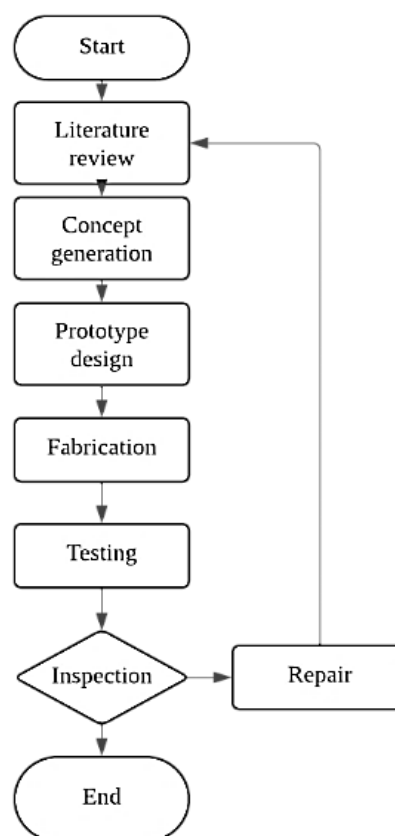 Start
Literature
review
Concept
generation
Prototype
design
Fabrication
Testing
Inspection
Repair
End